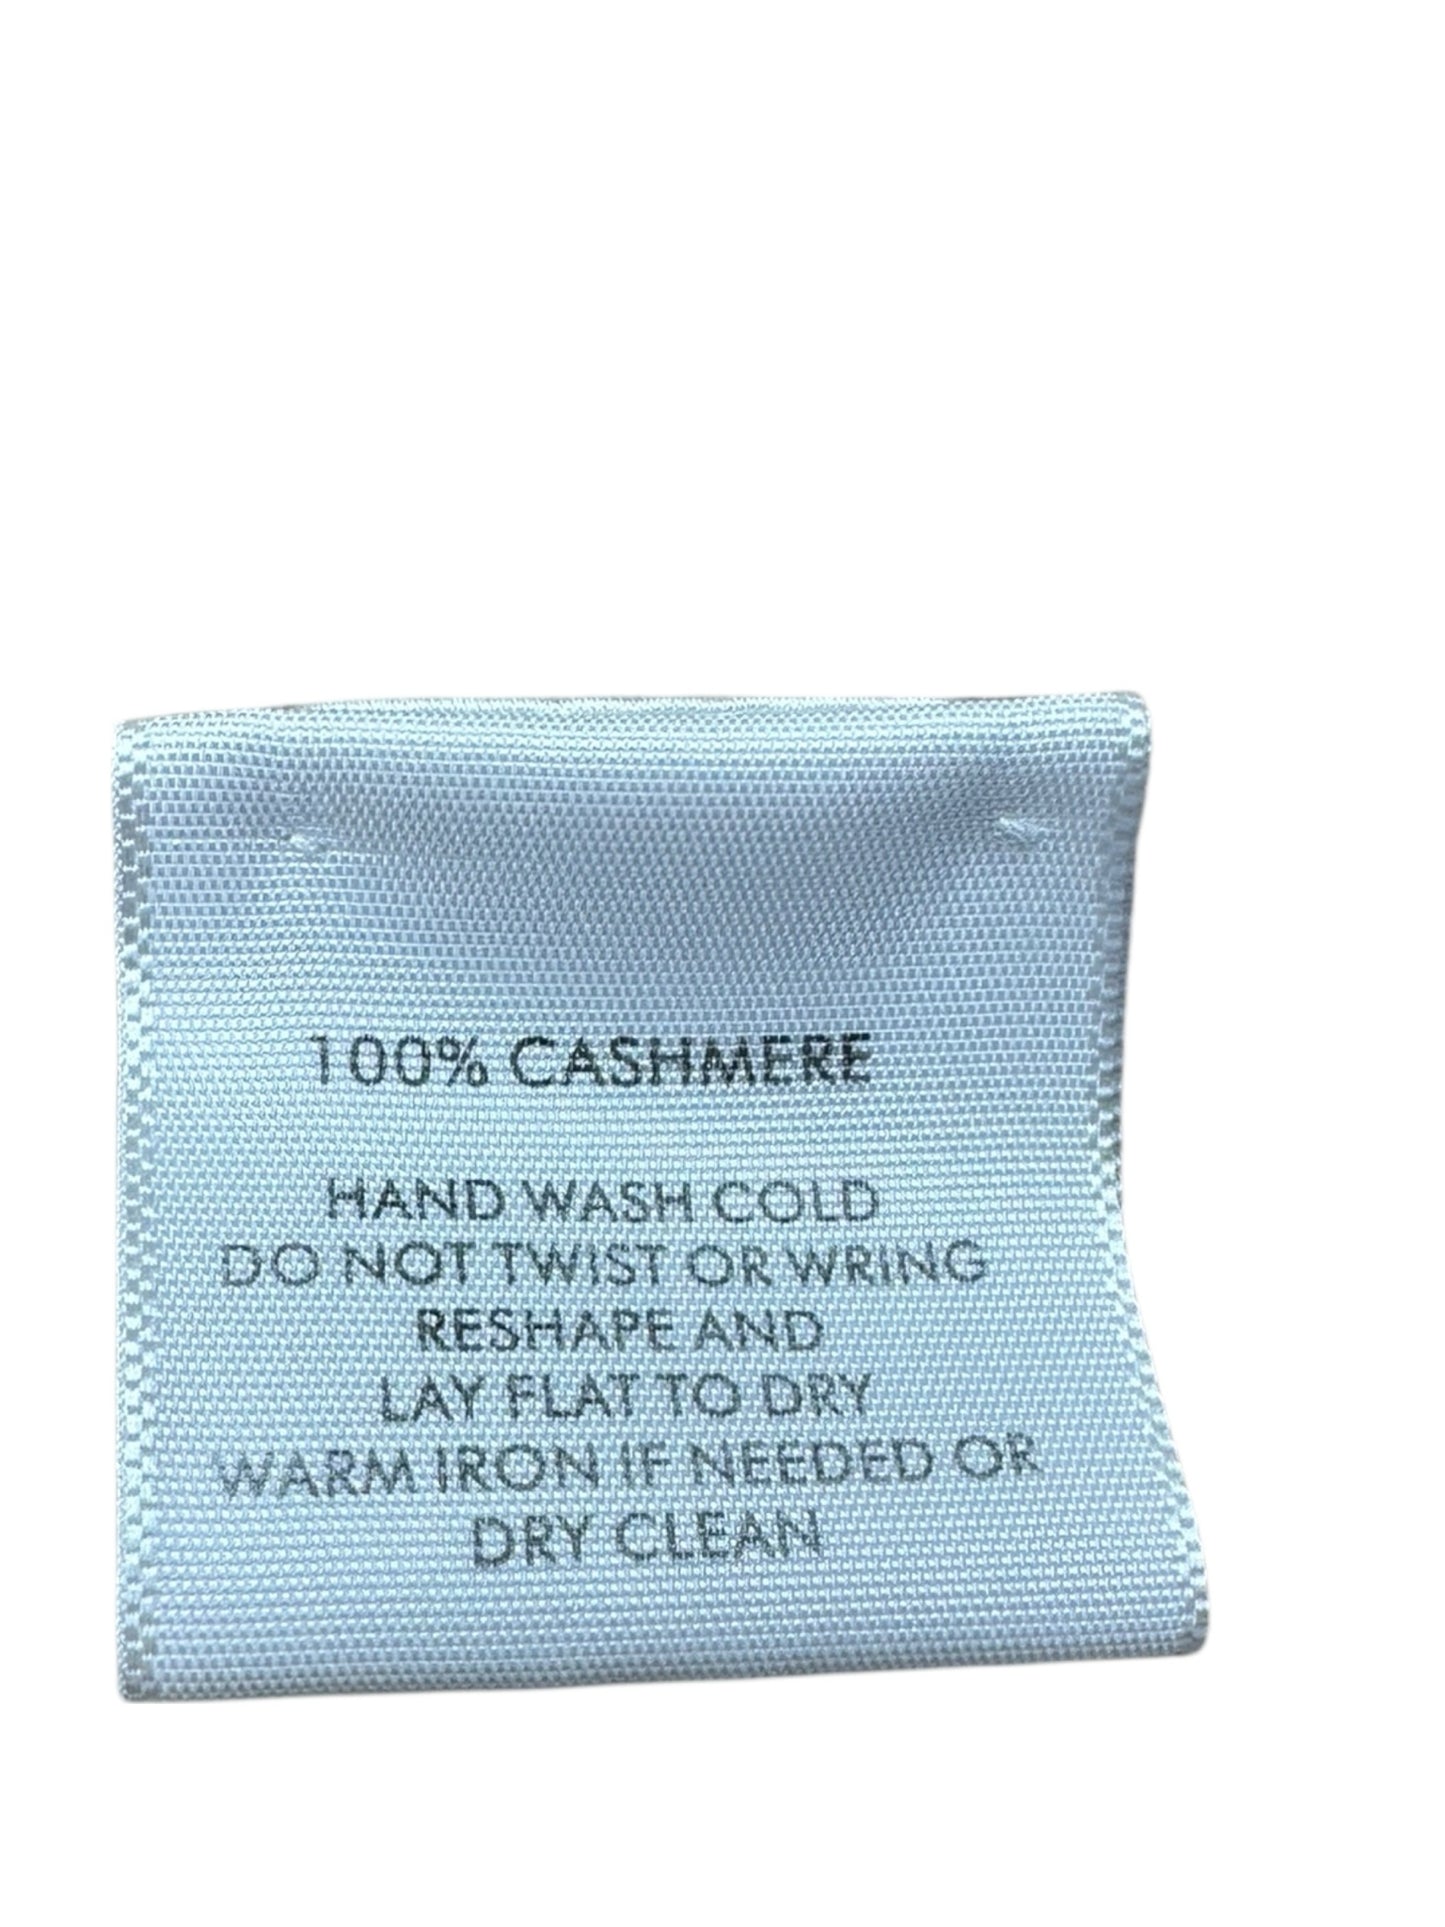 100% CASHMERE
HAND WASH COLD
DO NOT TWIST OR WRING
RESHAPE AND
LAY FLAT TO DRY
WARM IRON IF NEEDED OR
DRY CLEAN